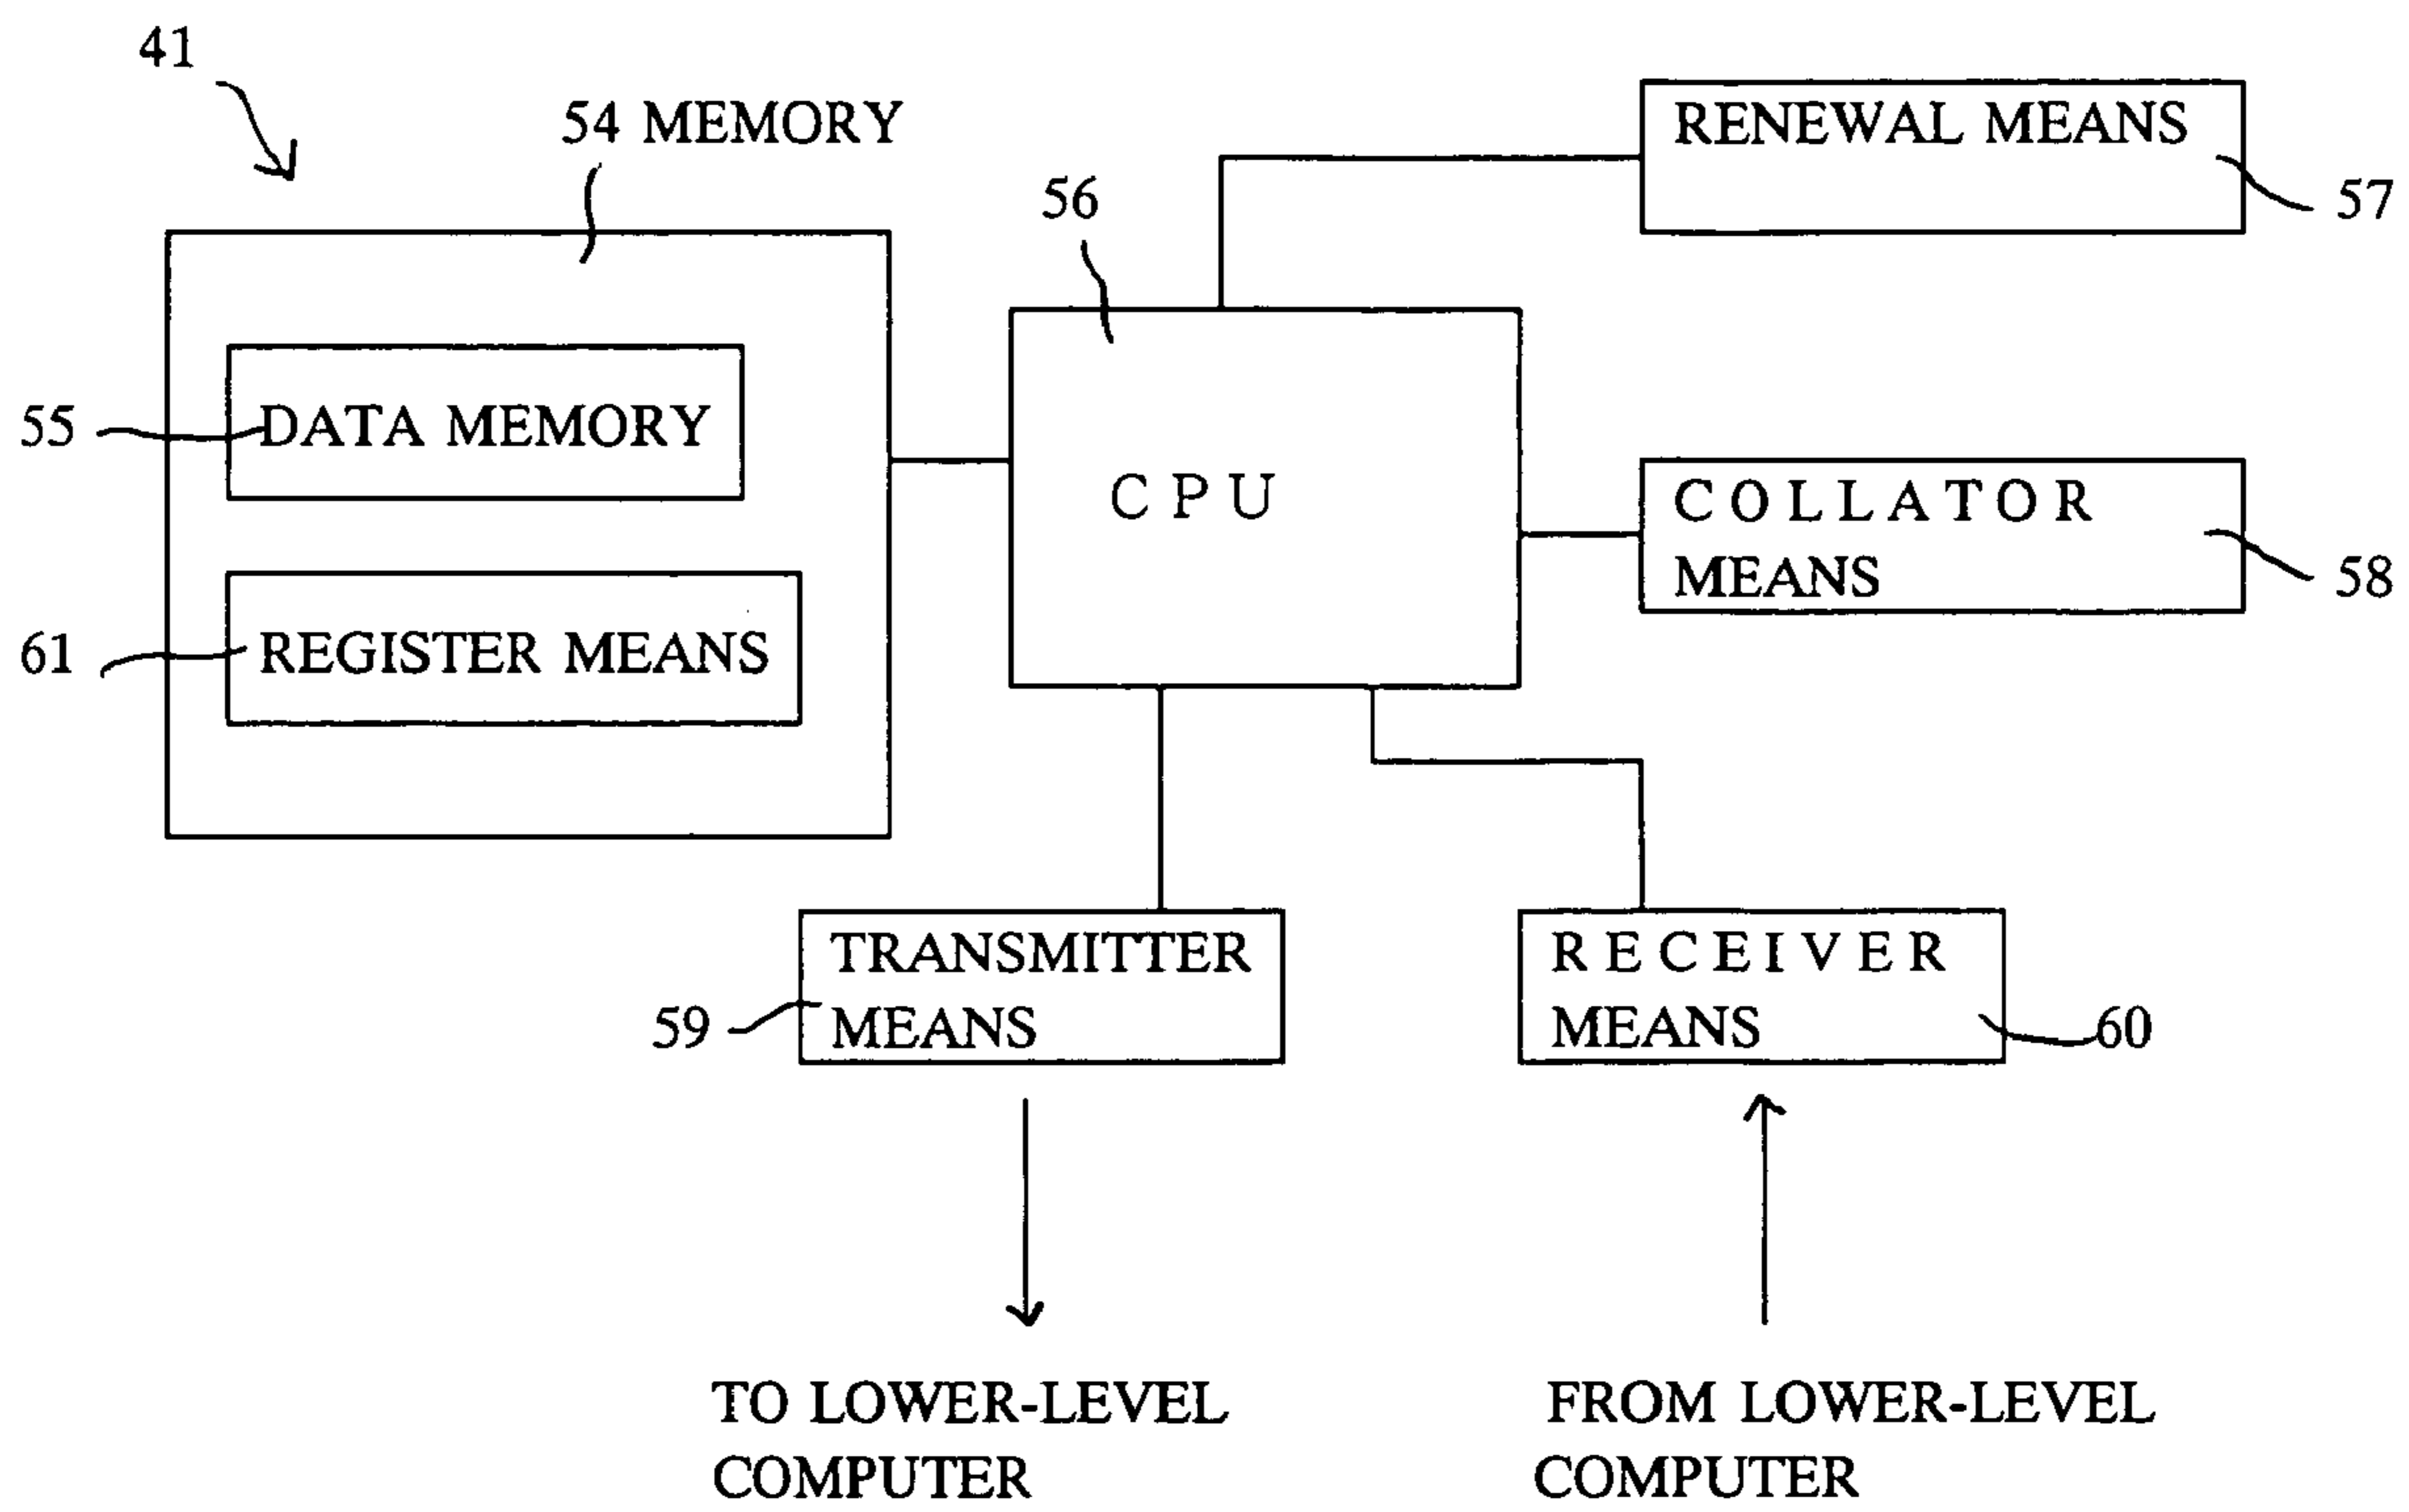 41
54 MEMORY
RENEWAL MEANS
57
56
55
DATA MEMORY
CPU
COLLATOR
MEANS
58
61
REGISTER MEANS
TRANSMITTER
MEANS
59
RECEIVER
MEANS
60
TO LOWER-LEVEL
COMPUTER
FROM LOWER-LEVEL
COMPUTER